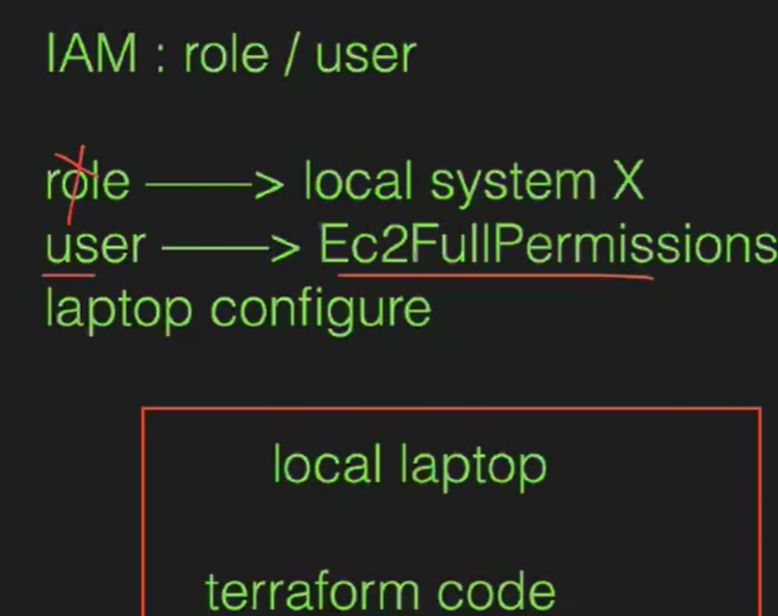 IAM : role / user
role ———> local system X
user ———> Ec2FullPermissions
laptop configure
local laptop
terraform code